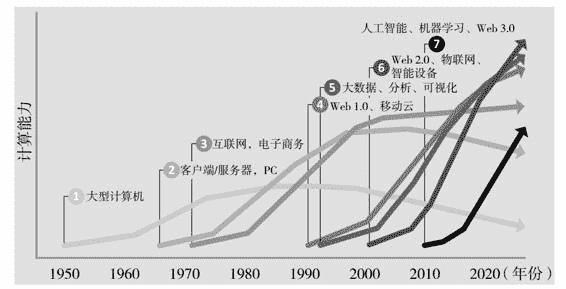 人工智能、机器学习、Web 3.0
7
6
Web 2.0、物联网、
智能设备
5
大数据、分析、可视化
4
Web 1.0、移动云
3
互联网，电子商务
2
客户端/服务器，PC
1
大型计算机
计算能力
1950
1960
1970
1980
1990
2000
2010
2020
（年份）